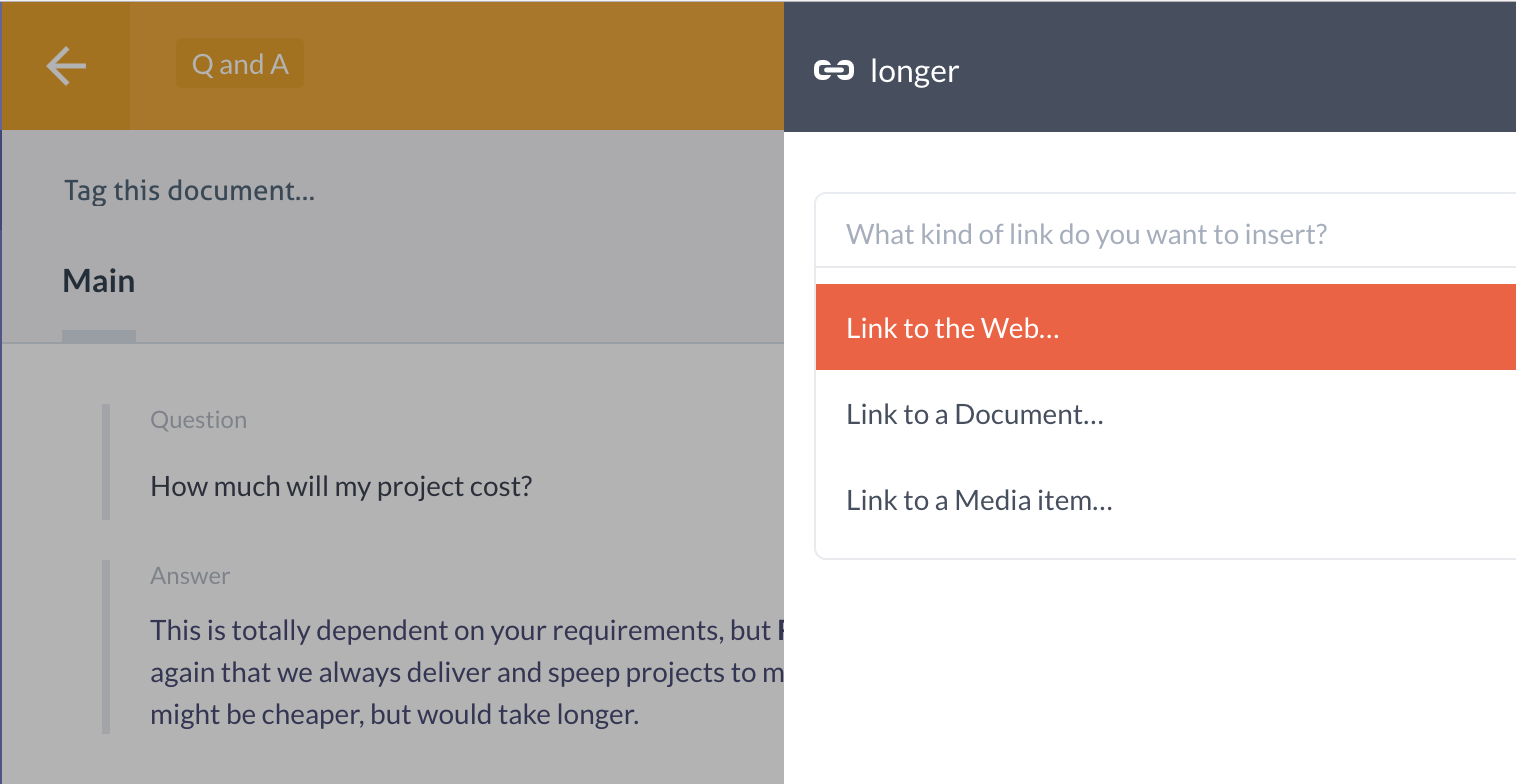 Q and A
Tag this document...
Main
Question
How much will my project cost?
Answer
This is totally dependent on your requirements, but
again that we always deliver and speep projects to
might be cheaper, but would take longer.
longer
What kind of link do you want to insert?
Link to the Web...
Link to a Document...
Link to a Media item...